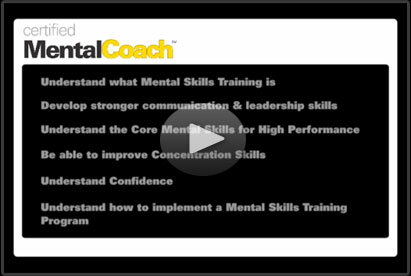 certified
MentalCoach™
Understand what Mental Skills Training is
Develop stronger communication & leadership skills
Understand the Core Mental Skills for High Performance
Be able to improve Concentration Skills
Understand Confidence
Understand how to implement a Mental Skills Training
Program